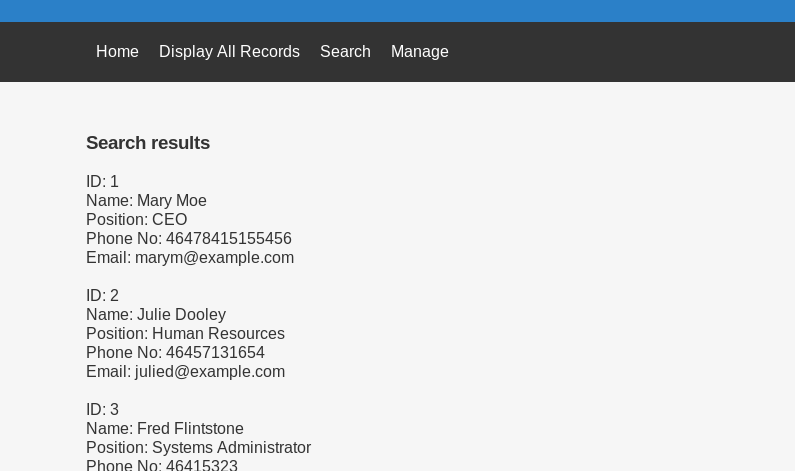 Home Display All Records Search Manage
Search results
ID: 1
Name: Mary Moe
Position: CEO
Phone No: 46478415155456
Email: marym@example.com
ID: 2
Name: Julie Dooley
Position: Human Resources
Phone No: 46457131654
Email: julied@example.com
ID: 3
Name: Fred Flintstone
Position: Systems Administrator
Phone No: 46415323